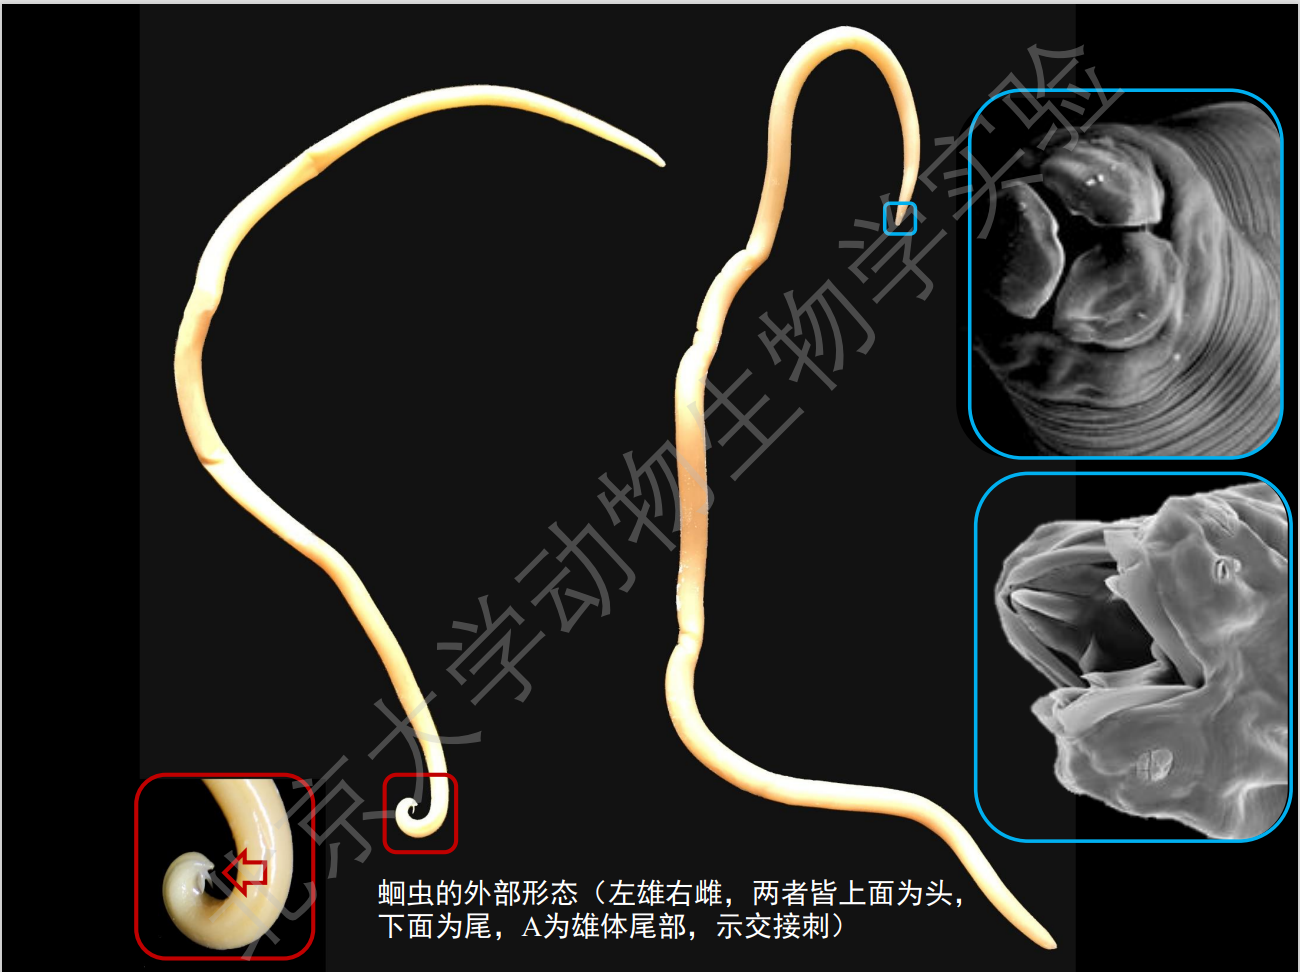 北京大学动物生物学实验
蛔虫的外部形态（左雄右雌，两者皆上面为头，
下面为尾，A为雄体尾部，示交接刺）